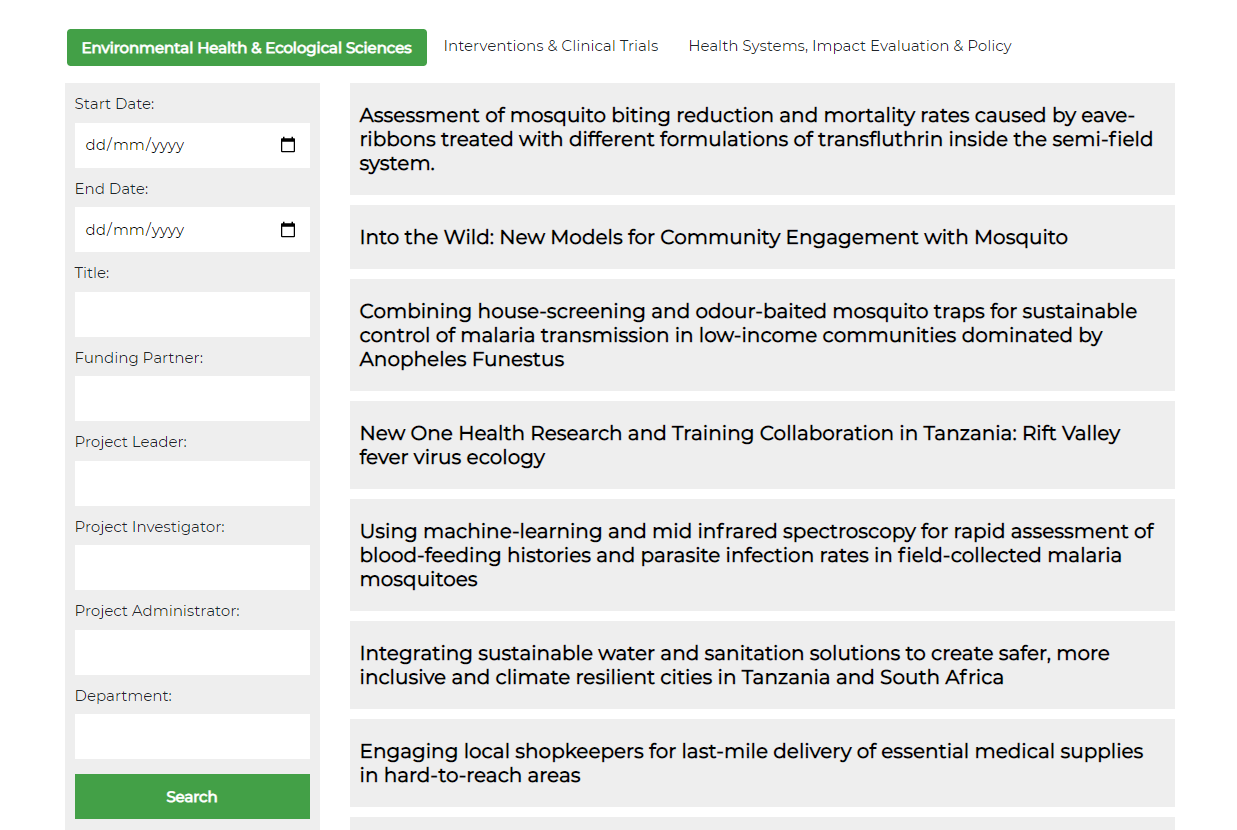 Environmental Health & Ecological Sciences
Interventions & Clinical Trials
Health Systems, Impact Evaluation & Policy
Start Date:
dd/mm/yyyy
End Date:
dd/mm/yyyy
Title:
Funding Partner:
Project Leader:
Project Investigator:
Project Administrator:
Department:
Search
Assessment of mosquito biting reduction and mortality rates caused by eave-
ribbons treated with different formulations of transfluthrin inside the semi-field
system.
Into the Wild: New Models for Community Engagement with Mosquito
Combining house-screening and odour-baited mosquito traps for sustainable
control of malaria transmission in low-income communities dominated by
Anopheles Funestus
New One Health Research and Training Collaboration in Tanzania: Rift Valley
fever virus ecology
Using machine-learning and mid infrared spectroscopy for rapid assessment of
blood-feeding histories and parasite infection rates in field-collected malaria
mosquitoes
Integrating sustainable water and sanitation solutions to create safer, more
inclusive and climate resilient cities in Tanzania and South Africa
Engaging local shopkeepers for last-mile delivery of essential medical supplies
in hard-to-reach areas